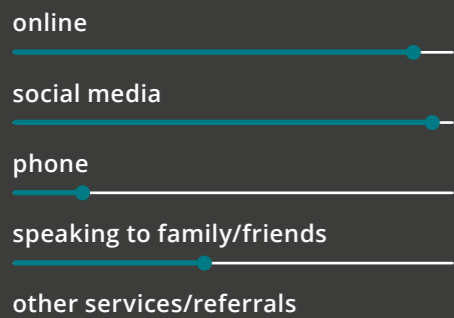 online
social media
phone
speaking to family/friends
other services/referrals